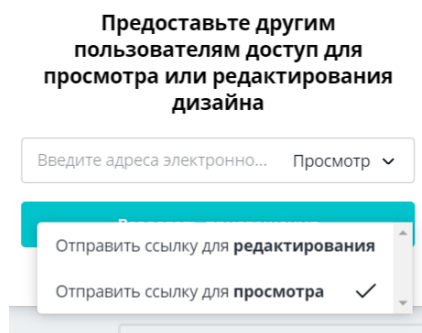 Предоставьте другим
пользователям доступ для
просмотра или редактирования
дизайна
Введите адреса электронно... Просмотр
Отправить ссылку для редактирования
Отправить ссылку для просмотра